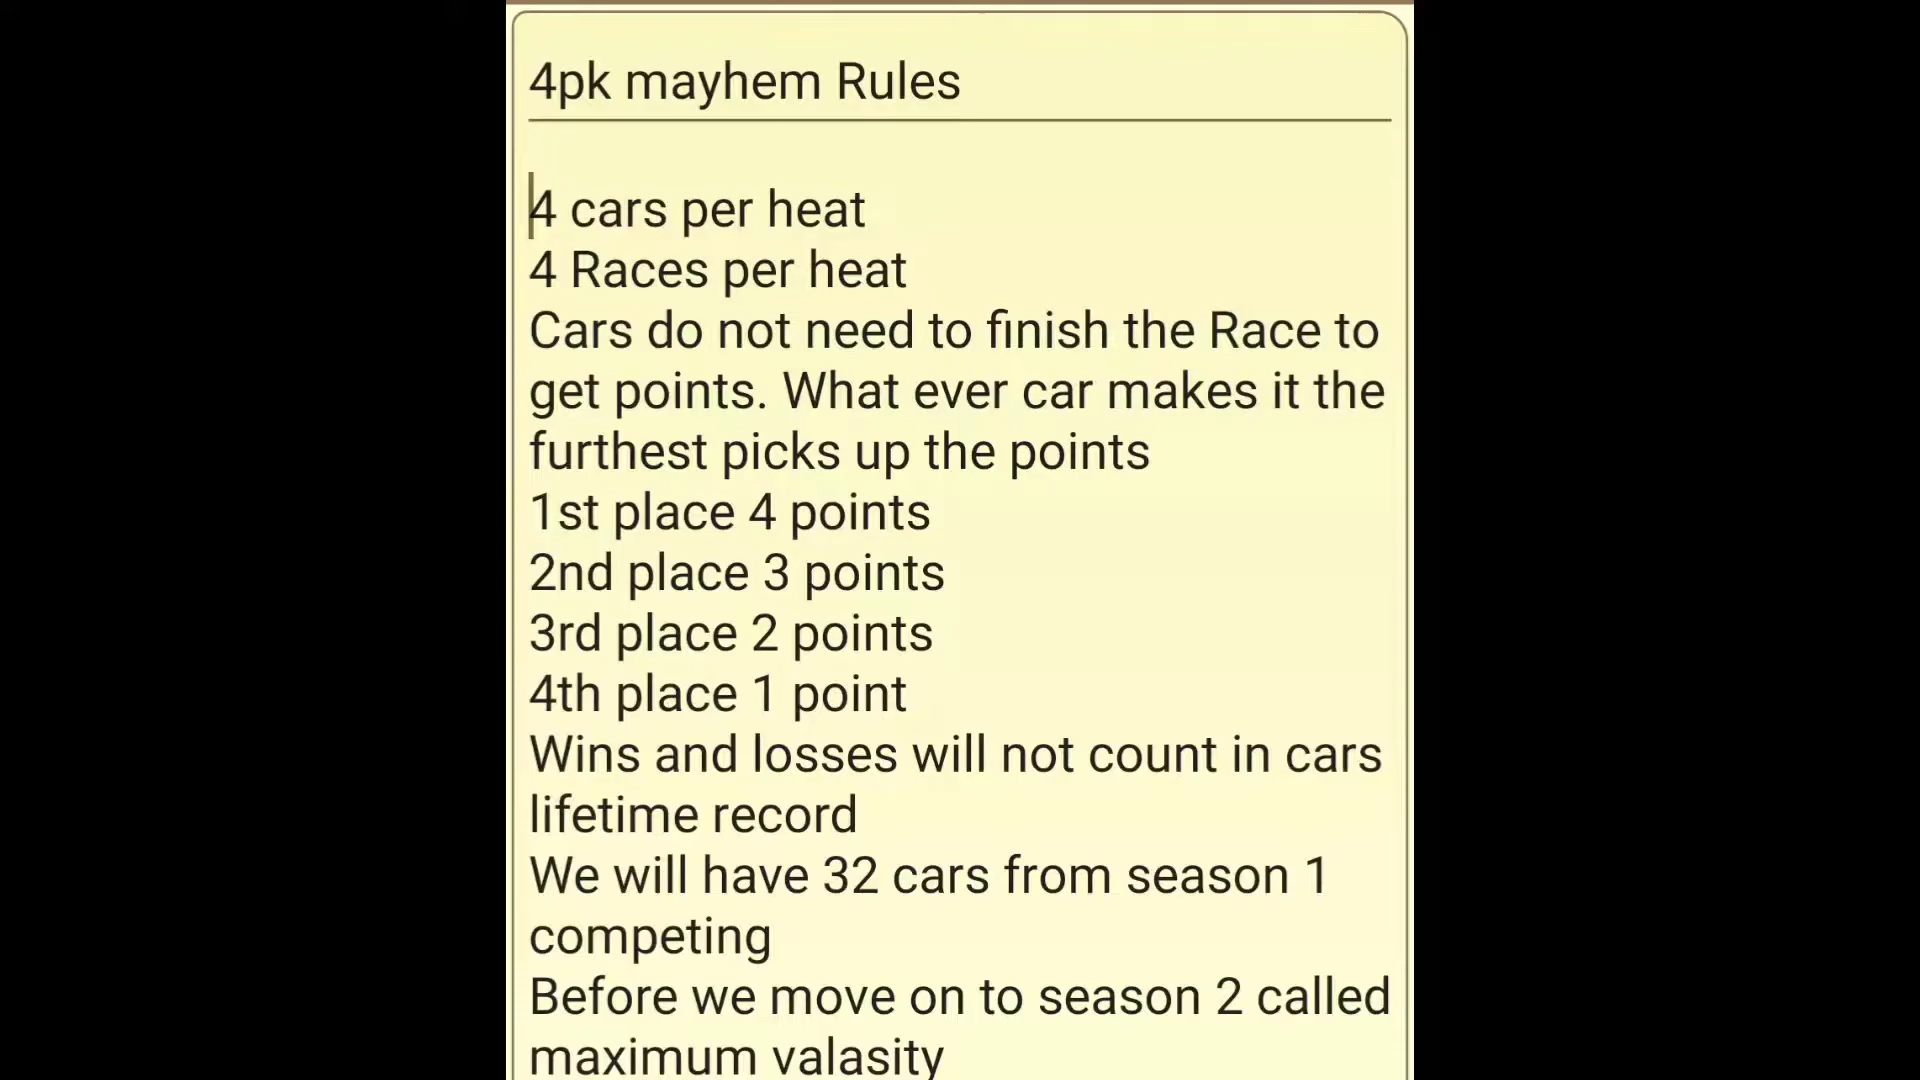 4pk mayhem Rules
4 cars per heat
4 Races per heat
Cars do not need to finish the Race to
get points. What ever car makes it the
furthest picks up the points
1st place 4 points
2nd place 3 points
3rd place 2 points
4th place 1 point
Wins and losses will not count in cars
lifetime record
We will have 32 cars from season 1
competing
Before we move on to season 2 called
maximum valasity